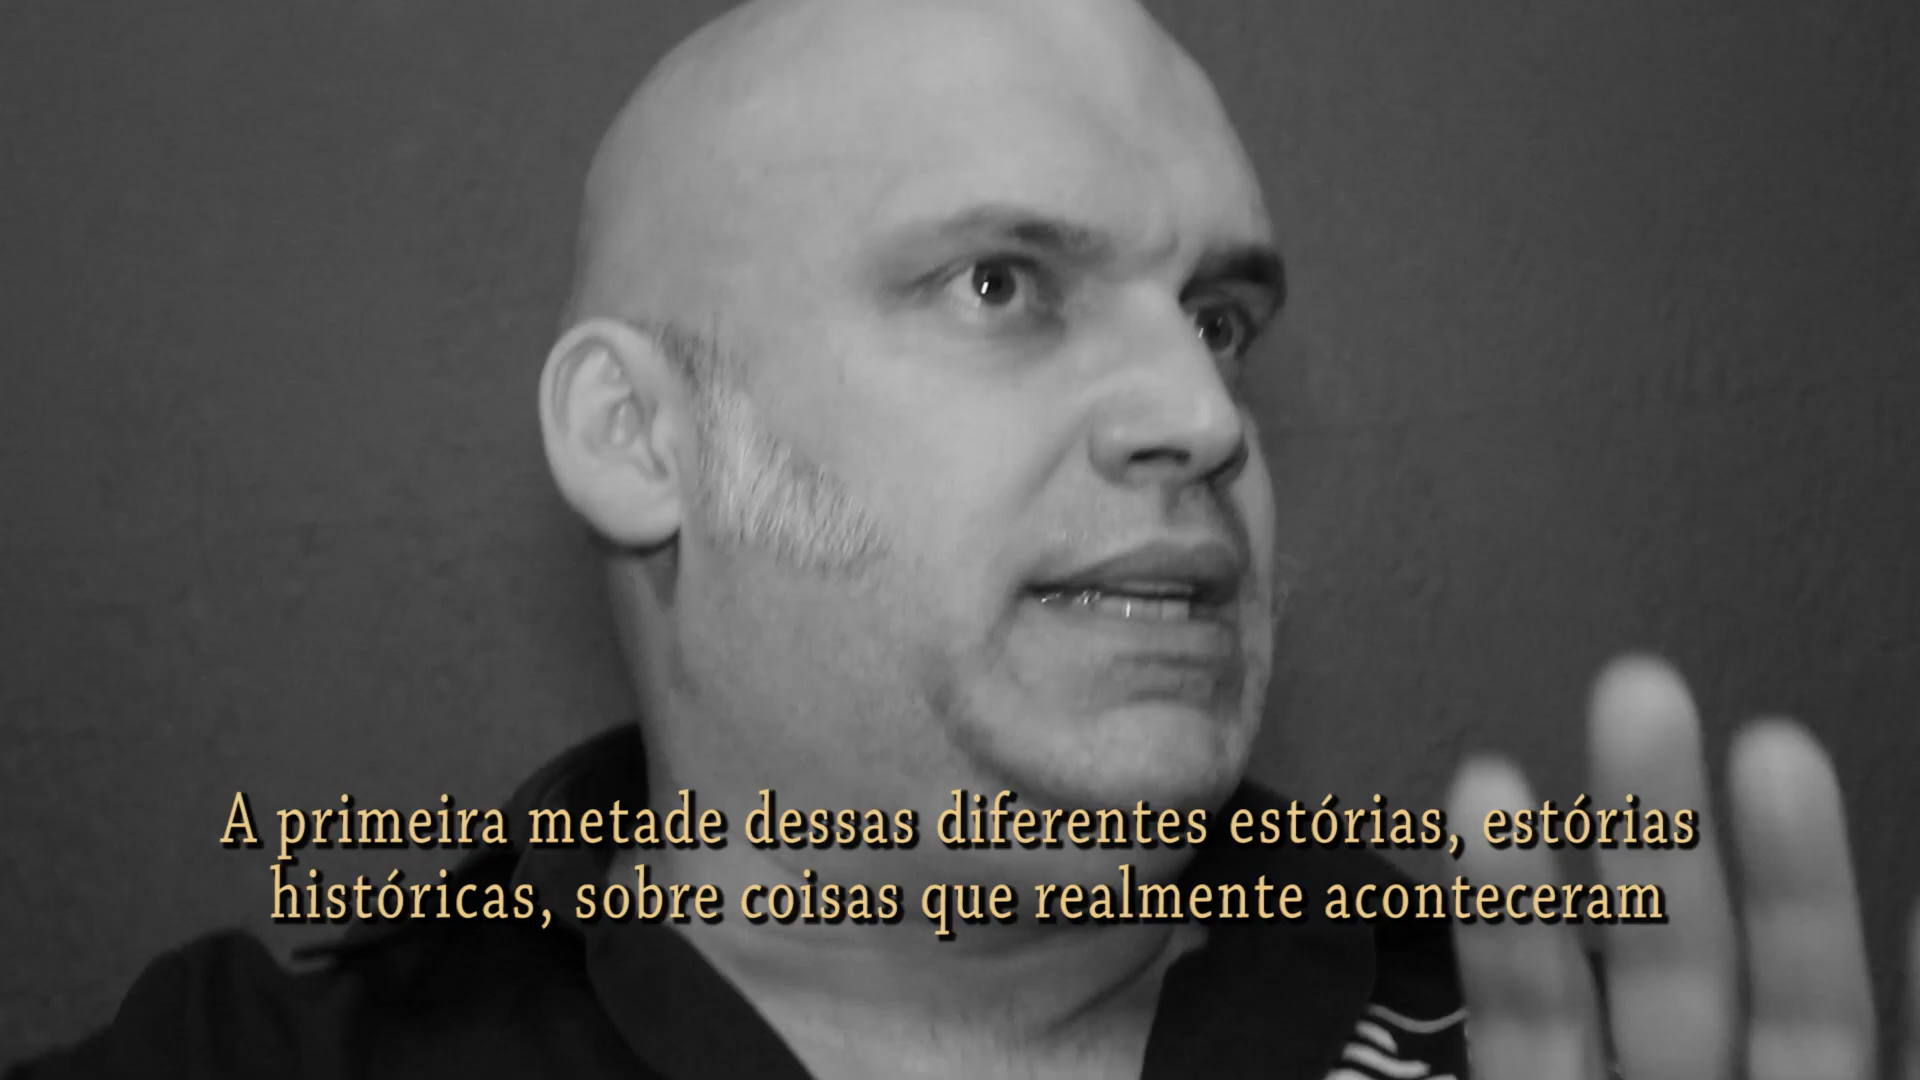 A primeira metade dessas diferentes estórias, estórias
históricas, sobre coisas que realmente aconteceram